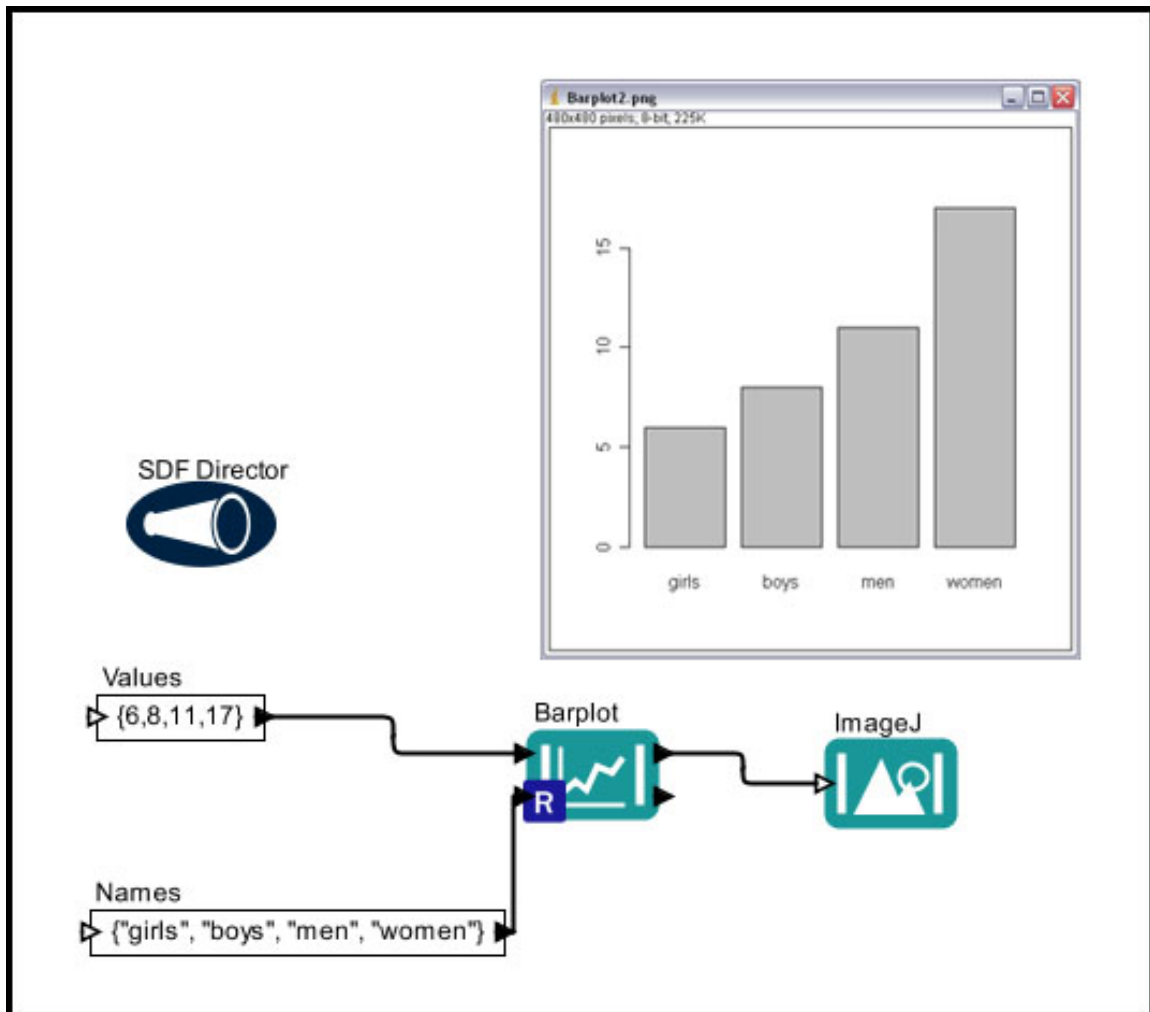 Barplot2.png
480x480 pixels; 8-bit; 225K
15
10
5
0
girls boys men women
SDF Director
Values
{6,8,11,17}
Barplot
R
ImageJ
Names
{"girls", "boys", "men", "women"}